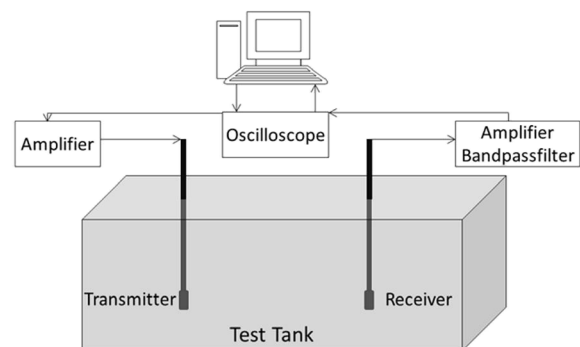 Amplifier
Oscilloscope
Amplifier
Bandpassfilter
Transmitter
Receiver
Test Tank